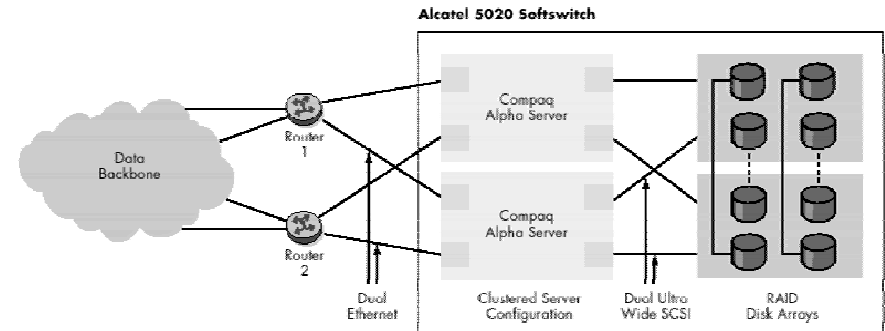 Alcatel 5020 Softswitch
Data
Backbone
Router
1
Router
2
Compaq
Alpha Server
Compaq
Alpha Server
Dual
Ethernet
Clustered Server
Configuration
Dual Ultra
Wide SCSI
RAID
Disk Arrays